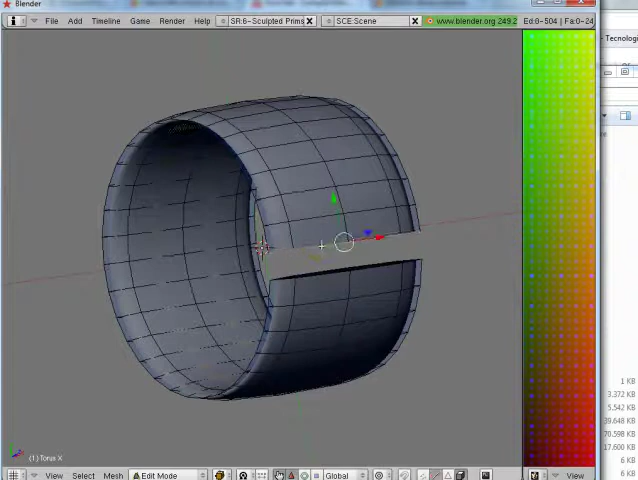 Blender
File Add Timeline Game Render Help SR:6-Sculpted Prims X SCE:Scene X www.blender.org 249.2 Ed:0-504 | Fa:0-24
Tecnologi
1 KB
3.372 KB
5.542 KB
39.648 KB
70.598 KB
17.600 KB
6 KB
6 KB
(1) Torus X
View Select Mesh Edit Mode Global View